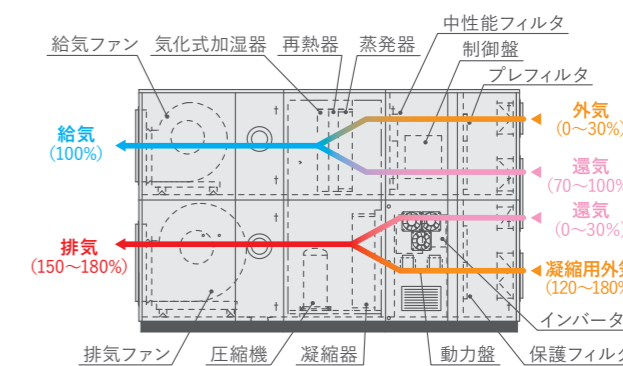 中性能フィルタ
給気ファン 気化式加湿器 再熱器 蒸発器
制御盤
プレフィルタ
外気
(0〜30%)
給気
(100%)
還気
(70〜100%
還気
(0〜30%)
排気
(150〜180%)
凝縮用外気
(120〜180%
インバータ
排気ファン 圧縮機 凝縮器 動力盤 保護フィルタ